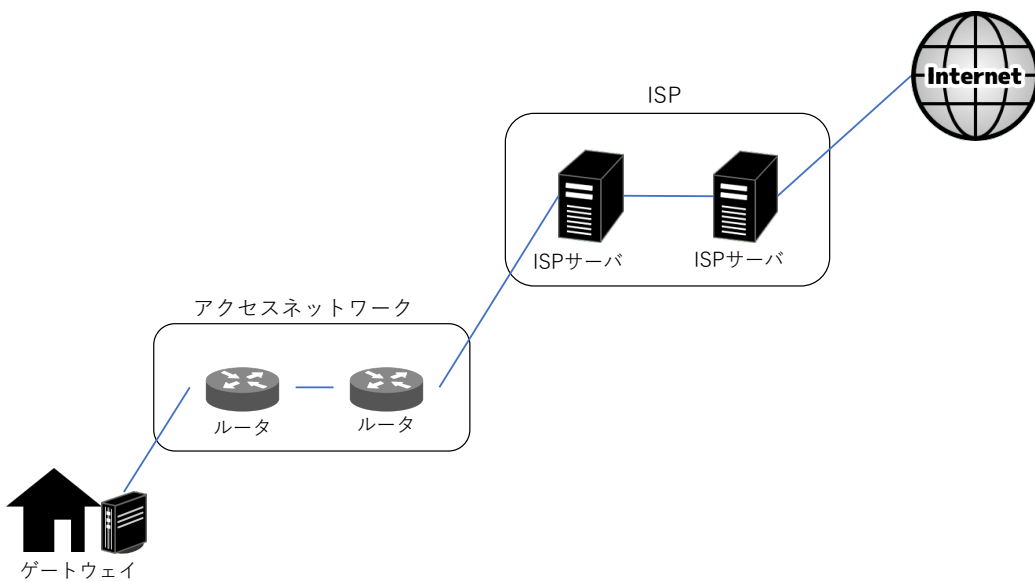 Internet
ISP
ISPサーバ
ISPサーバ
アクセスネットワーク
ルータ
ルータ
ゲートウェイ